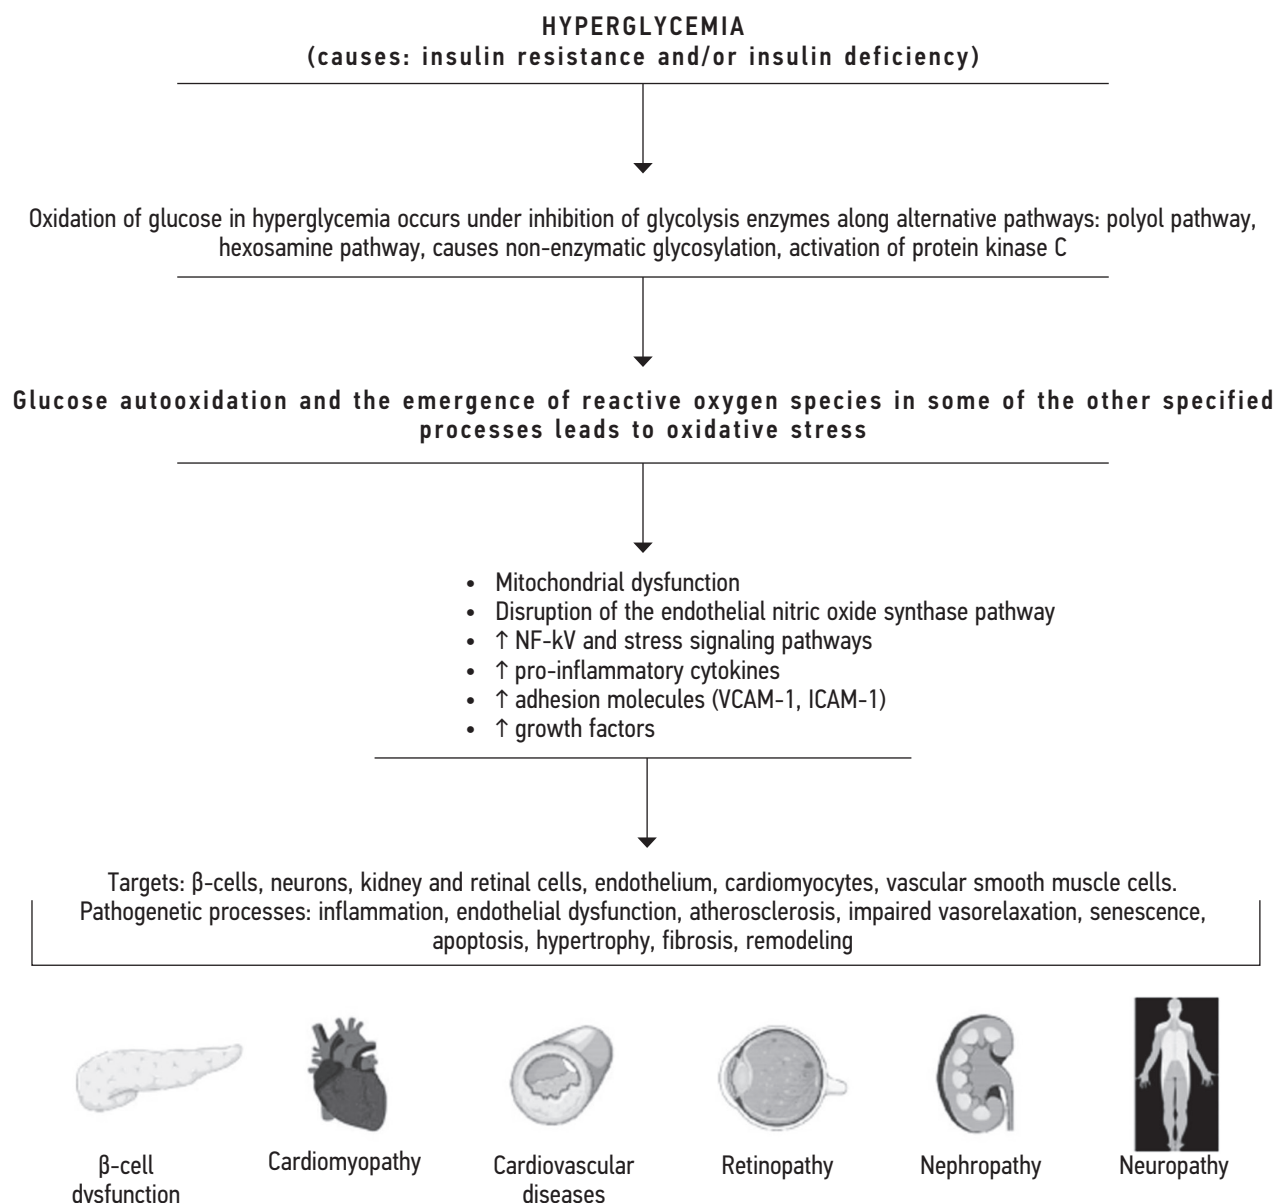 HYPERGLYCEMIA
(causes: insulin resistance and/or insulin deficiency)
Oxidation of glucose in hyperglycemia occurs under inhibition of glycolysis enzymes along alternative pathways: polyol pathway,
hexosamine pathway, causes non-enzymatic glycosylation, activation of protein kinase C
Glucose autooxidation and the emergence of reactive oxygen species in some of the other specified
processes leads to oxidative stress
• Mitochondrial dysfunction
• Disruption of the endothelial nitric oxide synthase pathway
• ↑ NF-kV and stress signaling pathways
• ↑ pro-inflammatory cytokines
• ↑ adhesion molecules (VCAM-1, ICAM-1)
• ↑ growth factors
Targets: β-cells, neurons, kidney and retinal cells, endothelium, cardiomyocytes, vascular smooth muscle cells.
Pathogenetic processes: inflammation, endothelial dysfunction, atherosclerosis, impaired vasorelaxation, senescence,
apoptosis, hypertrophy, fibrosis, remodeling
β-cell
dysfunction
Cardiomyopathy
Cardiovascular
diseases
Retinopathy
Nephropathy
Neuropathy